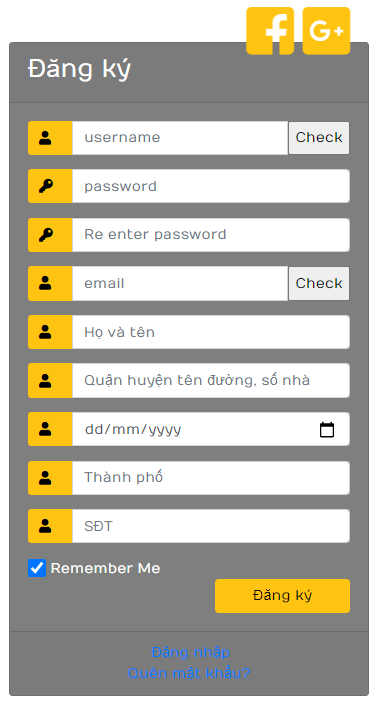 G+
Đăng ký
username Check
password
Re enter password
email Check
Họ và tên
Quận huyện tên đường, số nhà
dd/mm/yyyy
Thành phố
SĐT
Remember Me
Đăng ký
Đăng nhập
Quên mật khẩu?